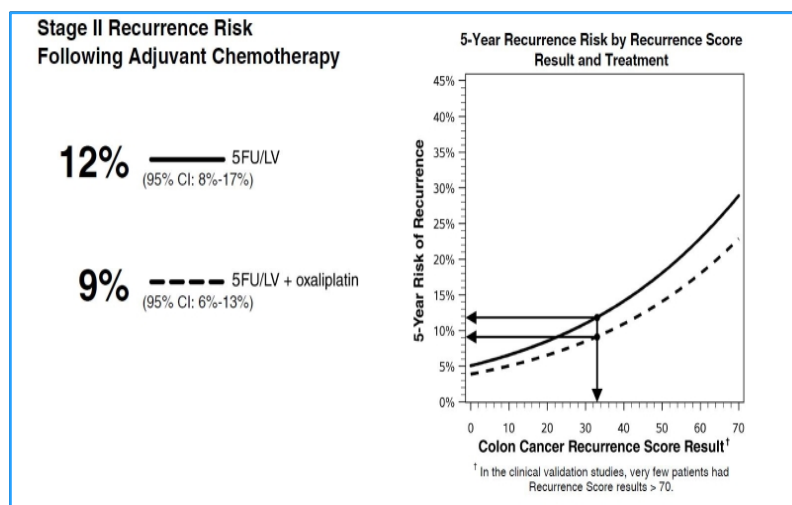 Stage II Recurrence Risk
Following Adjuvant Chemotherapy
12%
5FU/LV
(95% CI: 8%-17%)
9%
5FU/LV + oxaliplatin
(95% CI: 6%-13%)
5-Year Recurrence Risk by Recurrence Score
Result and Treatment
5-Year Risk of Recurrence
45%
40%
35%
30%
25%
20%
15%
10%
5%
0%
0 10 20 30 40 50 60 70
Colon Cancer Recurrence Score Result†
† In the clinical validation studies, very few patients had
Recurrence Score results > 70.